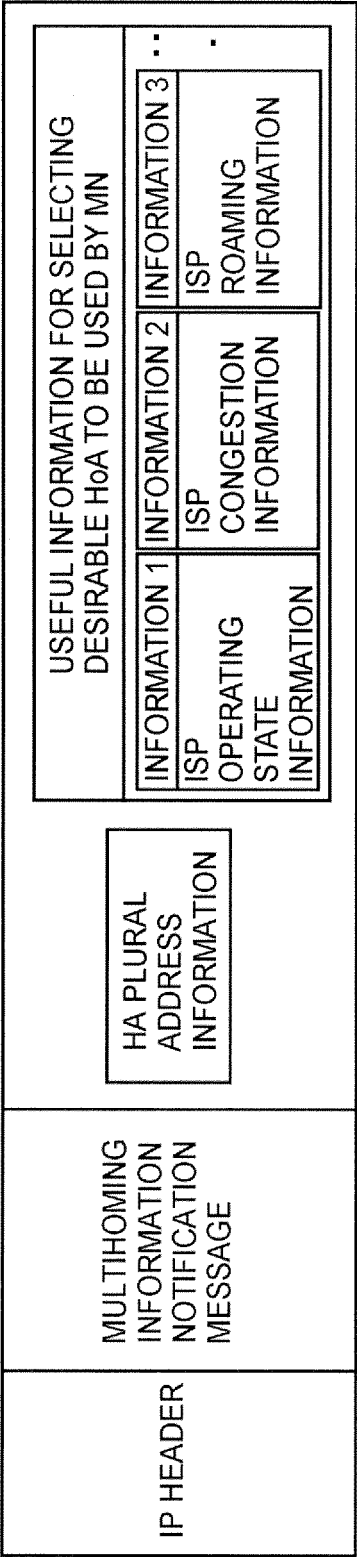 IP HEADER
MULTIHOMING
INFORMATION
NOTIFICATION
MESSAGE
HA PLURAL
ADDRESS
INFORMATION
USEFUL INFORMATION FOR SELECTING
DESIRABLE HoA TO BE USED BY MN
INFORMATION 1
ISP
OPERATING
STATE
INFORMATION
INFORMATION 2
ISP
CONGESTION
INFORMATION
INFORMATION 3
ISP
ROAMING
INFORMATION